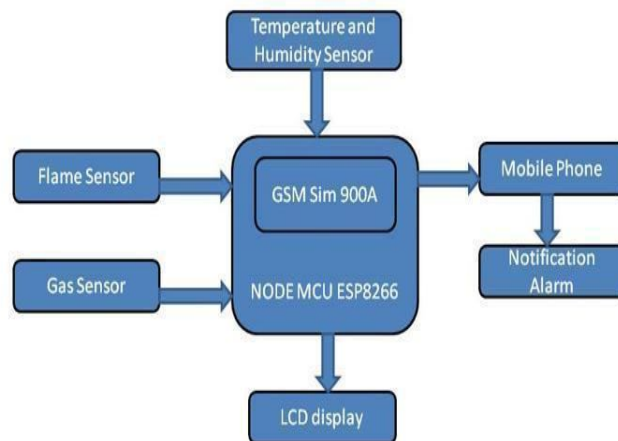 Temperature and
Humidity Sensor
Flame Sensor
GSM Sim 900A
Mobile Phone
Gas Sensor
NODE MCU ESP8266
Notification
Alarm
LCD display